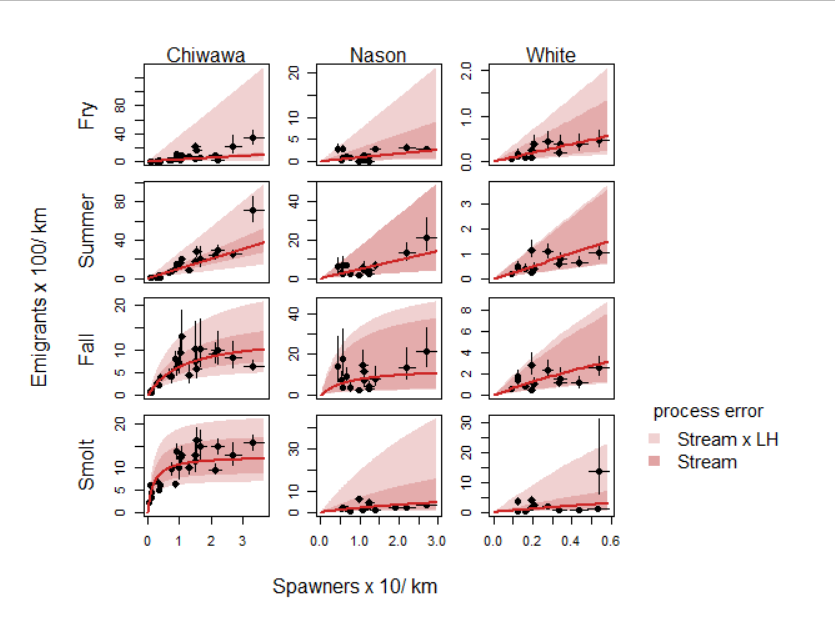 Chiwawa Nason White
Fry
0 40 80
0 5 10 20
0.0 1.0 2.0
Summer
0 40 80
0 20 40
0 1 2 3
Fall
0 5 10 20
0 20 40
0 2 4 6 8
Smolt
0 5 10 20
0 10 30
0 5 10 20 30
0 1 2 3
0.0 1.0 2.0 3.0
0.0 0.2 0.4 0.6
Emigrants x 100/ km
Spawners x 10/ km
process error
Stream x LH
Stream